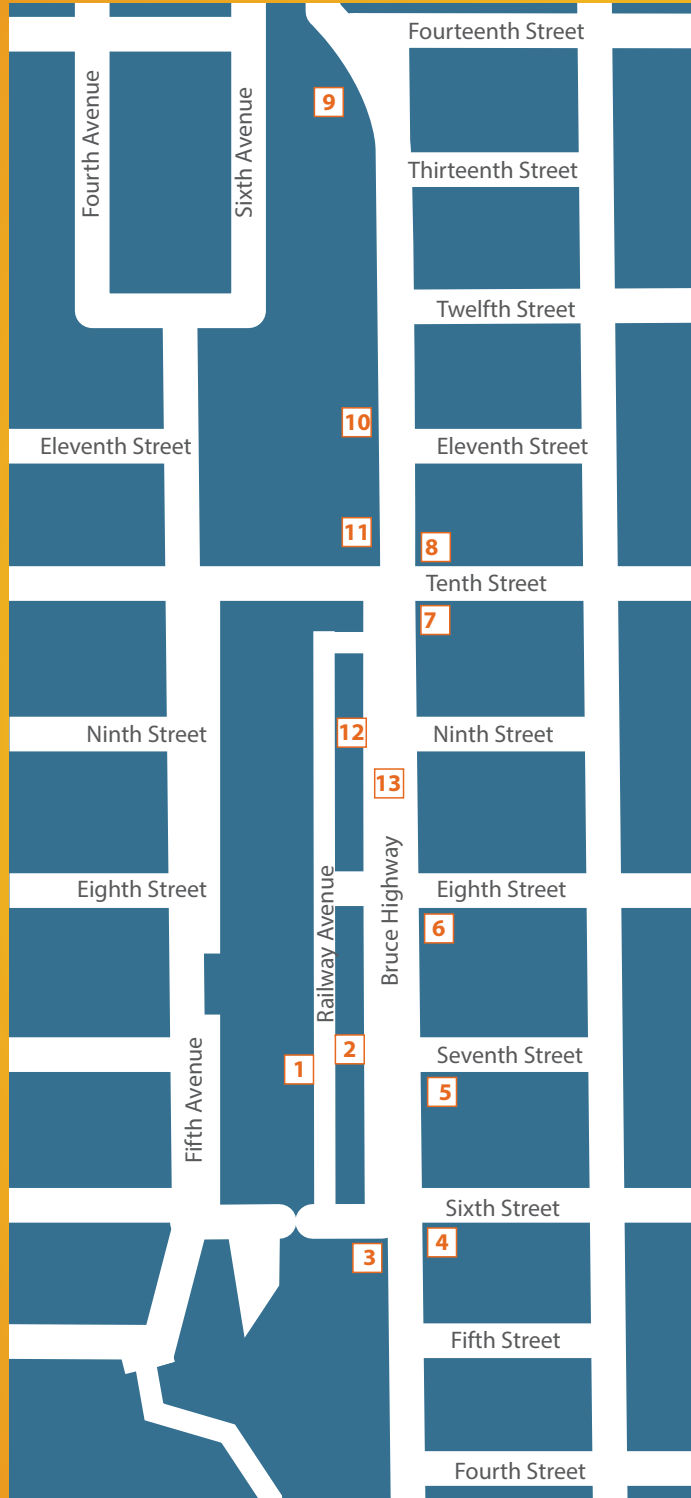 Fourteenth Street
Fourth Avenue
Sixth Avenue
9
Thirteenth Street
Twelfth Street
10
Eleventh Street
Eleventh Street
11
8
Tenth Street
7
Ninth Street
12
Ninth Street
13
Eighth Street
Railway Avenue
Bruce Highway
Eighth Street
6
Fifth Avenue
1
2
Seventh Street
5
Sixth Street
3
4
Fifth Street
Fourth Street